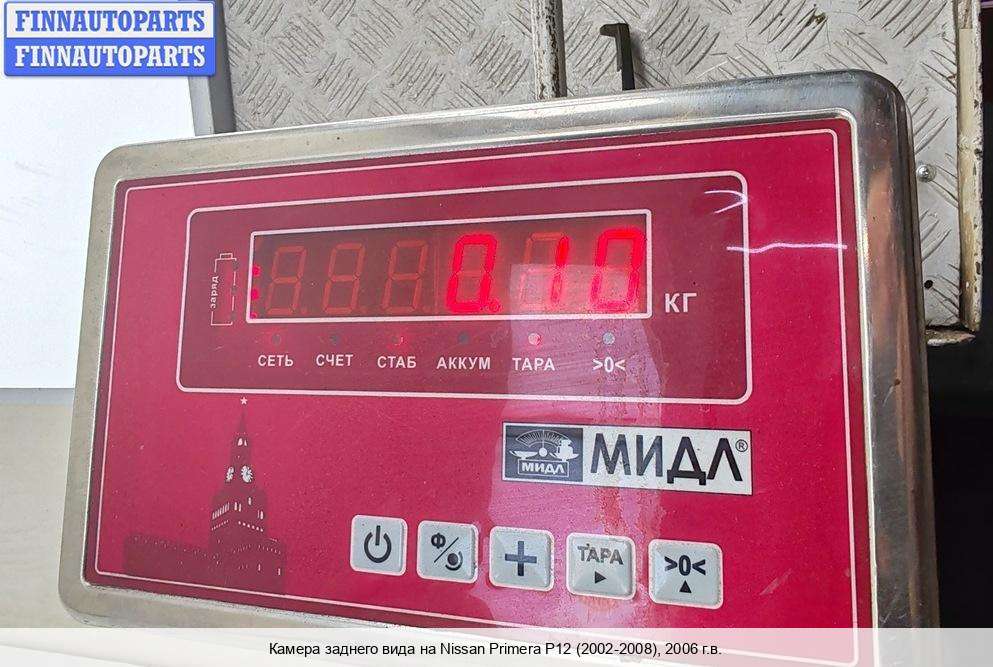 FINNAUTOPARTS
FINNAUTOPARTS
заряд
0.10 КГ
СЕТЬ СЧЕТ СТАБ АККУМ ТАРА >0<
МИДЛ МИДЛ®
Ф/ + ТАРА >0<
Камера заднего вида на Nissan Primera P12 (2002-2008), 2006 г.в.